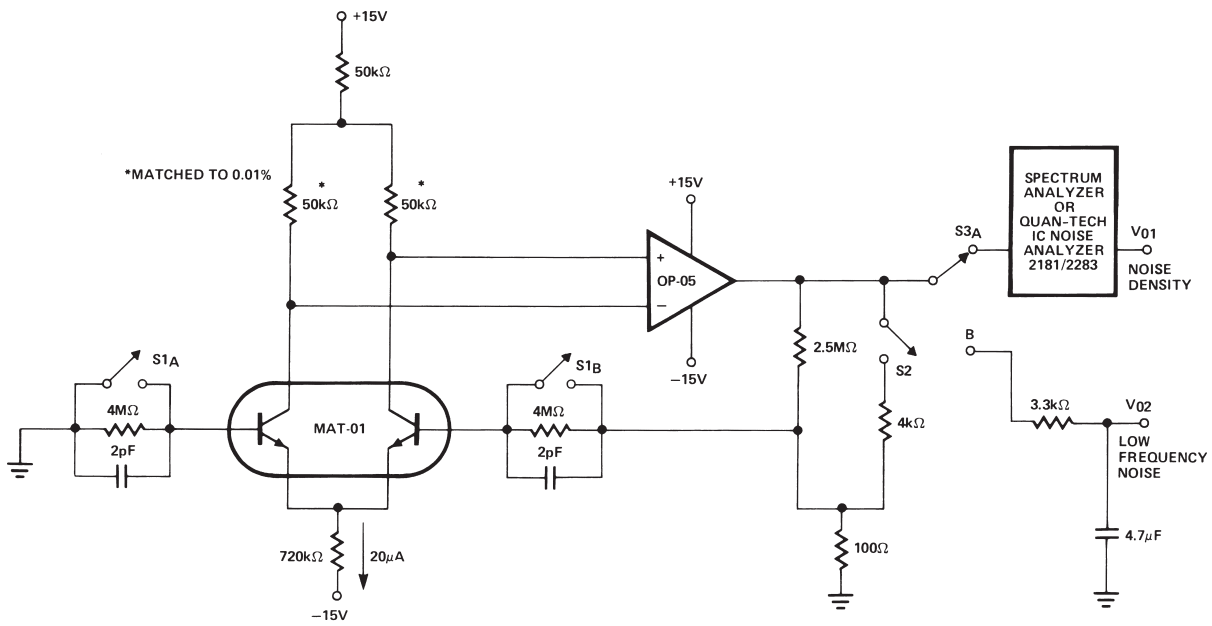 +15V
50kΩ
*MATCHED TO 0.01%
*
50kΩ
*
50kΩ
+15V
+
OP-05
−
−15V
S3A
SPECTRUM
ANALYZER
OR
QUAN-TECH
IC NOISE
ANALYZER
2181/2283
V01
NOISE
DENSITY
2.5MΩ
S2
4kΩ
B
3.3kΩ
V02
LOW
FREQUENCY
NOISE
4.7μF
S1A
4MΩ
2pF
MAT-01
S1B
4MΩ
2pF
720kΩ
20μA
−15V
100Ω